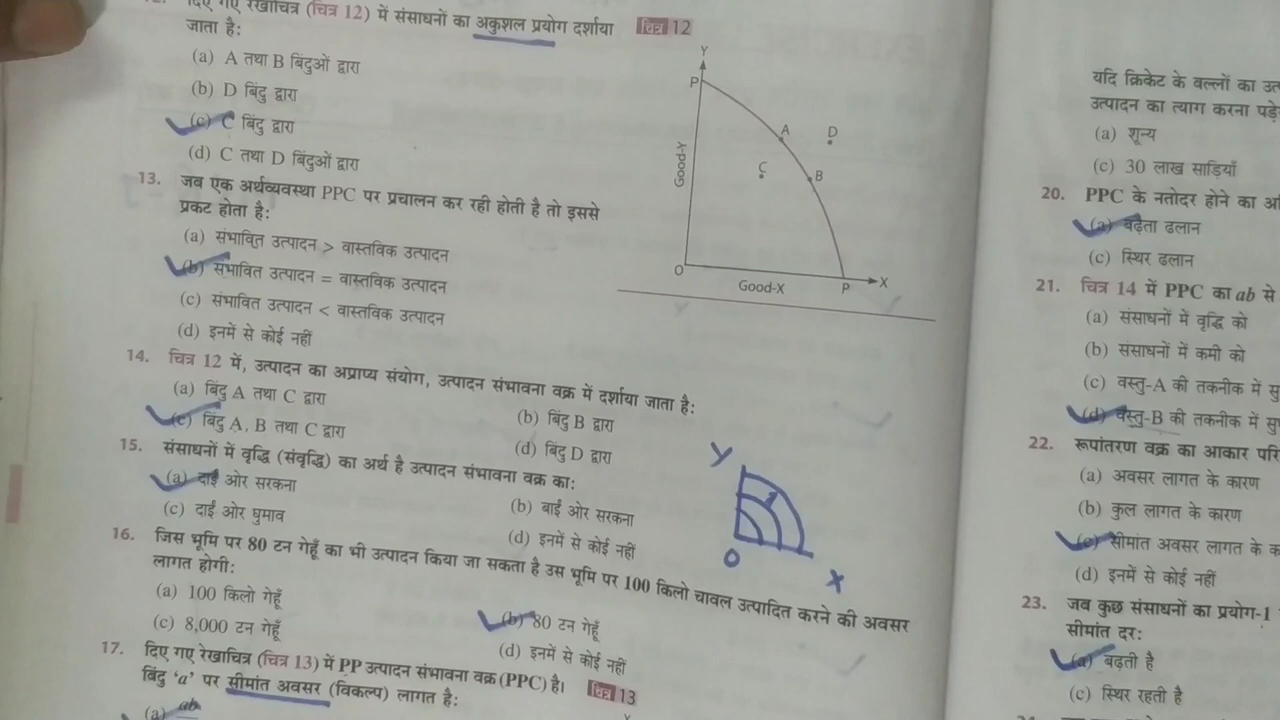 दिए गए रेखाचित्र (चित्र 12) में संसाधनों का अकुशल प्रयोग दर्शाया
जाता है:
(a) A तथा B बिंदुओं द्वारा
(b) D बिंदु द्वारा
(c) C बिंदु द्वारा
(d) C तथा D बिंदुओं द्वारा
चित्र 12
Y
P
A
D
C
B
Good-Y
O
Good-X
P
X
13. जब एक अर्थव्यवस्था PPC पर प्रचालन कर रही होती है तो इससे
प्रकट होता है:
(a) संभावित उत्पादन > वास्तविक उत्पादन
(b) संभावित उत्पादन = वास्तविक उत्पादन
(c) संभावित उत्पादन < वास्तविक उत्पादन
(d) इनमें से कोई नहीं
14. चित्र 12 में, उत्पादन का अप्राप्य संयोग, उत्पादन संभावना वक्र में दर्शाया जाता है:
(a) बिंदु A तथा C द्वारा
(b) बिंदु B द्वारा
(c) बिंदु A, B तथा C द्वारा
(d) बिंदु D द्वारा
15. संसाधनों में वृद्धि (संवृद्धि) का अर्थ है उत्पादन संभावना वक्र का:
(a) दाईं ओर सरकना
(b) बाईं ओर सरकना
(c) दाईं ओर घुमाव
(d) इनमें से कोई नहीं
Y
O
X
16. जिस भूमि पर 80 टन गेहूँ का भी उत्पादन किया जा सकता है उस भूमि पर 100 किलो चावल उत्पादित करने की अवसर
लागत होगी:
(a) 100 किलो गेहूँ
(b) 80 टन गेहूँ
(c) 8,000 टन गेहूँ
(d) इनमें से कोई नहीं
17. दिए गए रेखाचित्र (चित्र 13) में PP उत्पादन संभावना वक्र (PPC) है।
बिंदु ‘a’ पर सीमांत अवसर (विकल्प) लागत है:
चित्र 13
(a) ab
यदि क्रिकेट के बल्लों का
उत्पादन का त्याग करना
(a) शून्य
(c) 30 लाख साड़ियाँ
20. PPC के नतोदर होने का
(a) बढ़ता ढलान
(c) स्थिर ढलान
21. चित्र 14 में PPC का ab से
(a) संसाधनों में वृद्धि को
(b) संसाधनों में कमी को
(c) वस्तु-A की तकनीक में
(d) वस्तु-B की तकनीक में
22. रूपांतरण वक्र का आकार
(a) अवसर लागत के कारण
(b) कुल लागत के कारण
(c) सीमांत अवसर लागत के
(d) इनमें से कोई नहीं
23. जब कुछ संसाधनों का प्रयोग-1
सीमांत दर:
(a) बढ़ती है
(c) स्थिर रहती है